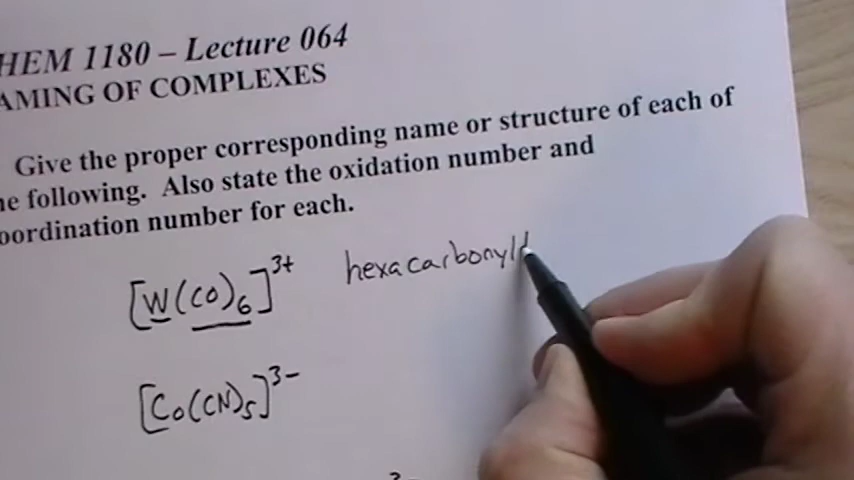 HEM 1180 – Lecture 064
AMING OF COMPLEXES
Give the proper corresponding name or structure of each of
he following. Also state the oxidation number and
oordination number for each.
[W(CO)6]3+ hexacarbonylt
[Co(CN)5]3−